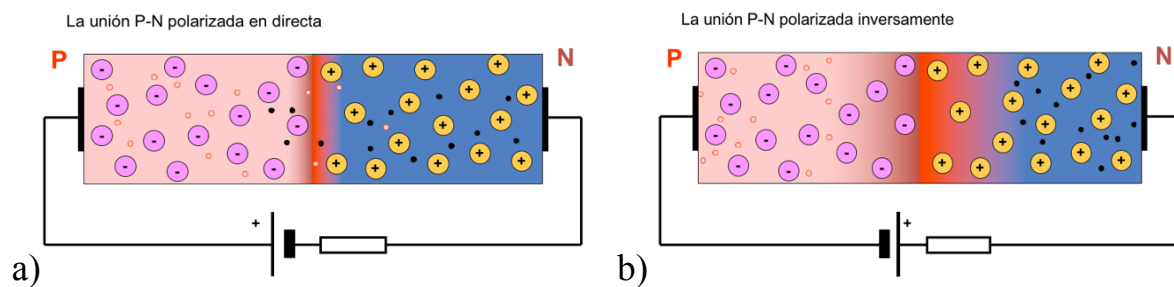 La unión P-N polarizada en directa
P N
+
a)
La unión P-N polarizada inversamente
P N
+
b)